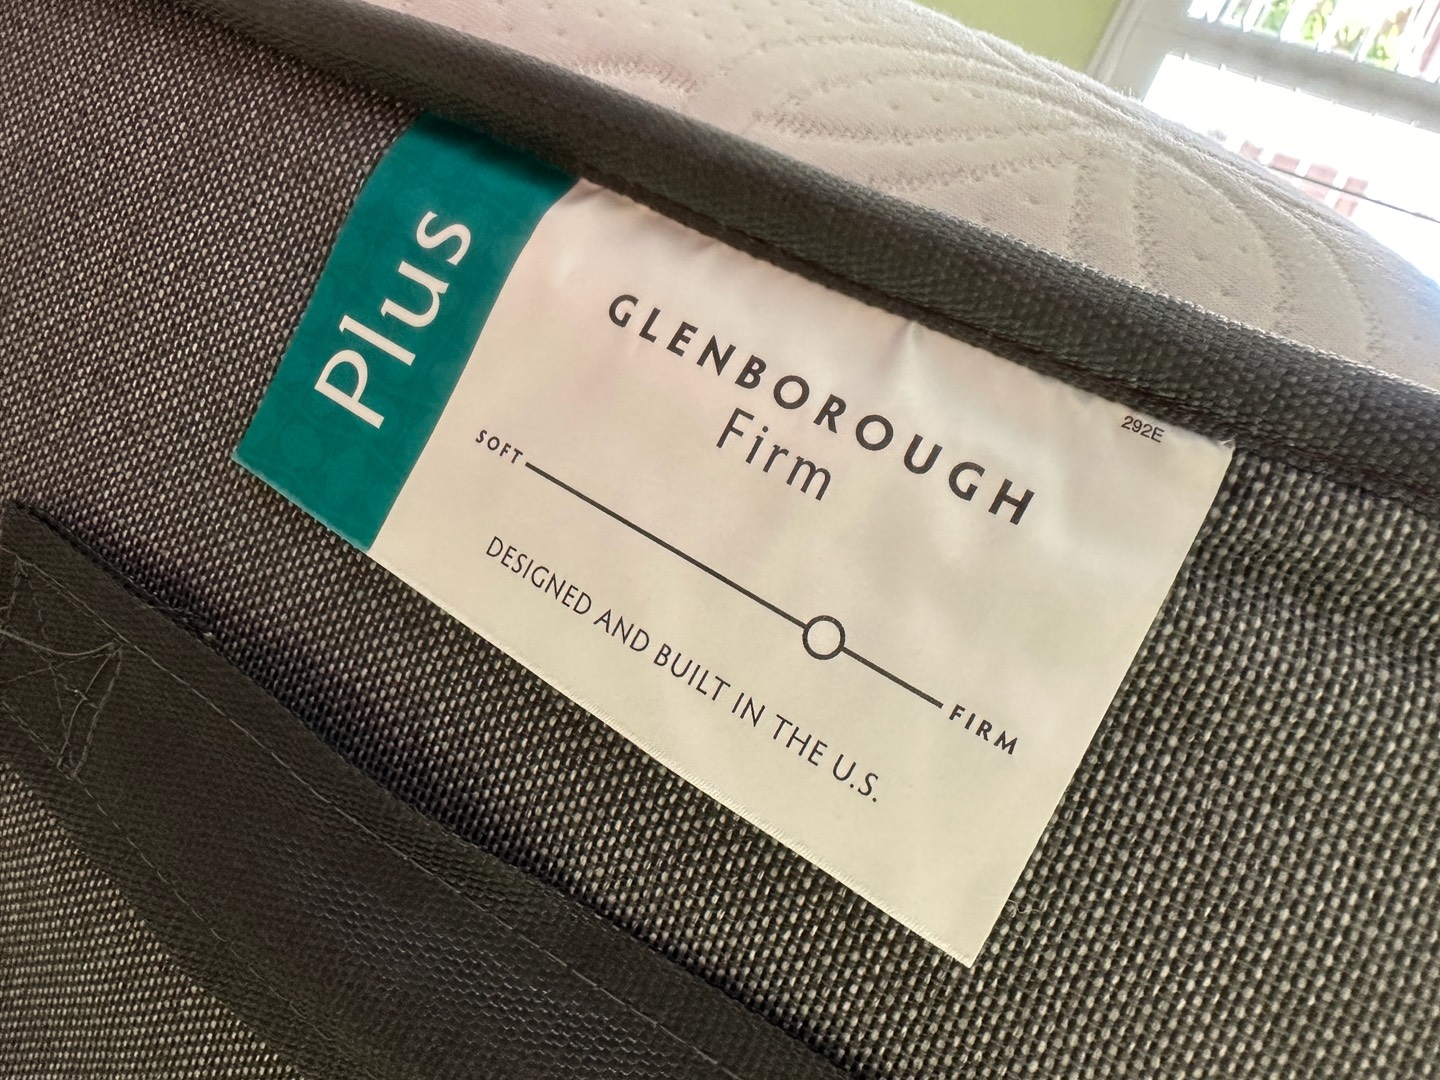 Plus
GLENBOROUGH
Firm
292E
SOFT
FIRM
DESIGNED AND BUILT IN THE U.S.